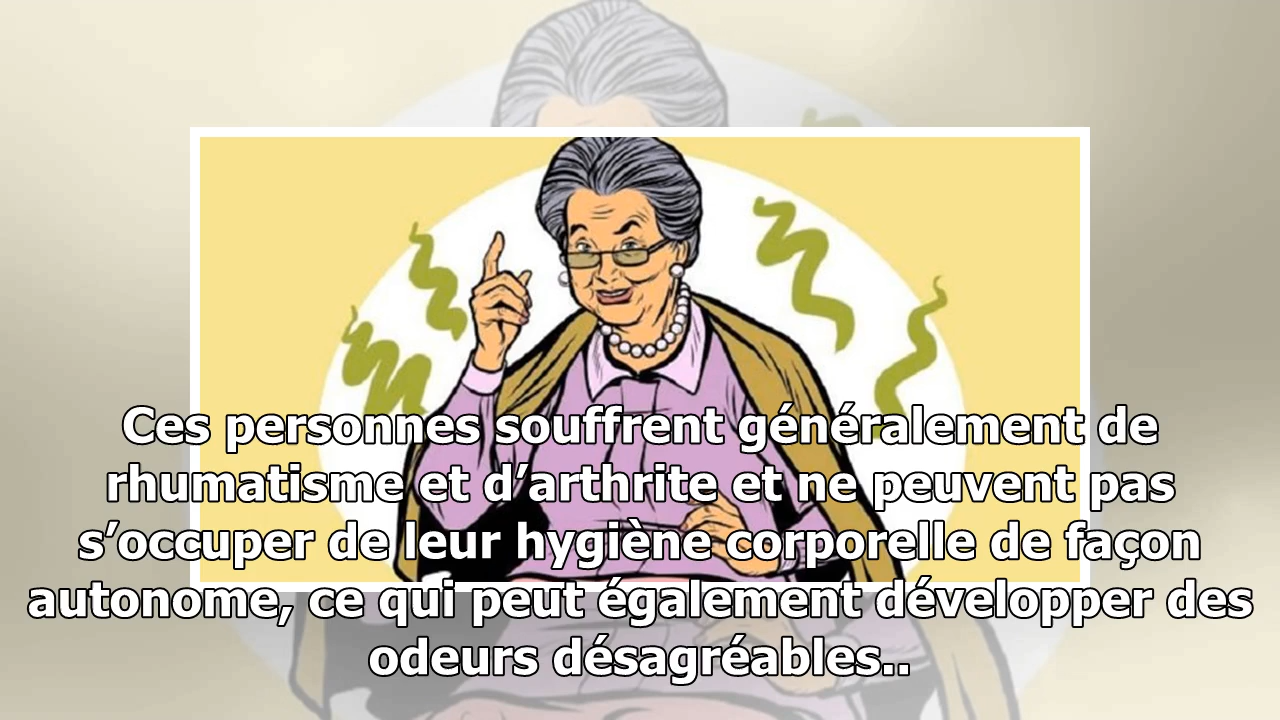 Ces personnes souffrent généralement de
rhumatisme et d’arthrite et ne peuvent pas
s’occuper de leur hygiène corporelle de façon
autonome, ce qui peut également développer des
odeurs désagréables..